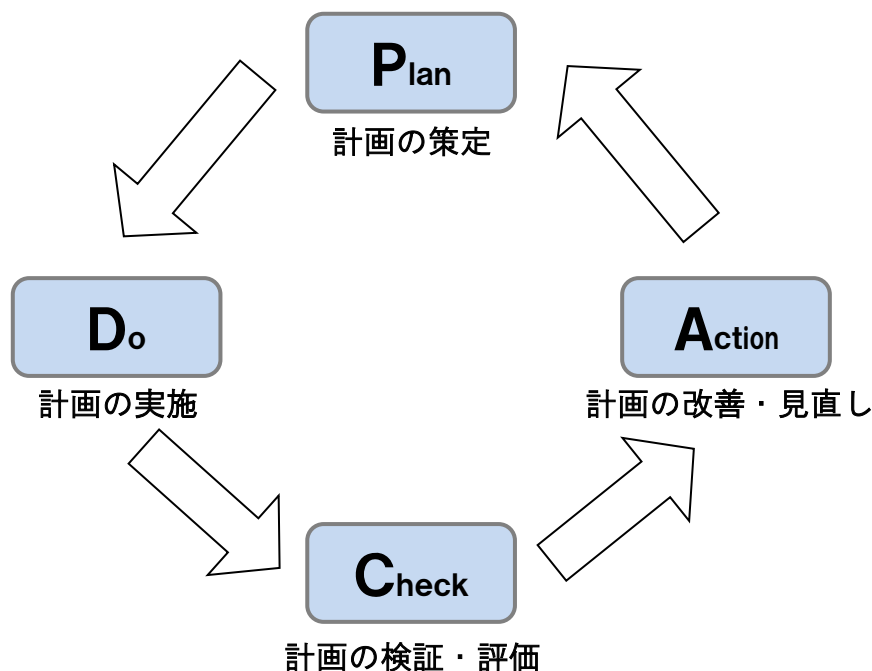 Plan
計画の策定
Do
計画の実施
Action
計画の改善・見直し
Check
計画の検証・評価